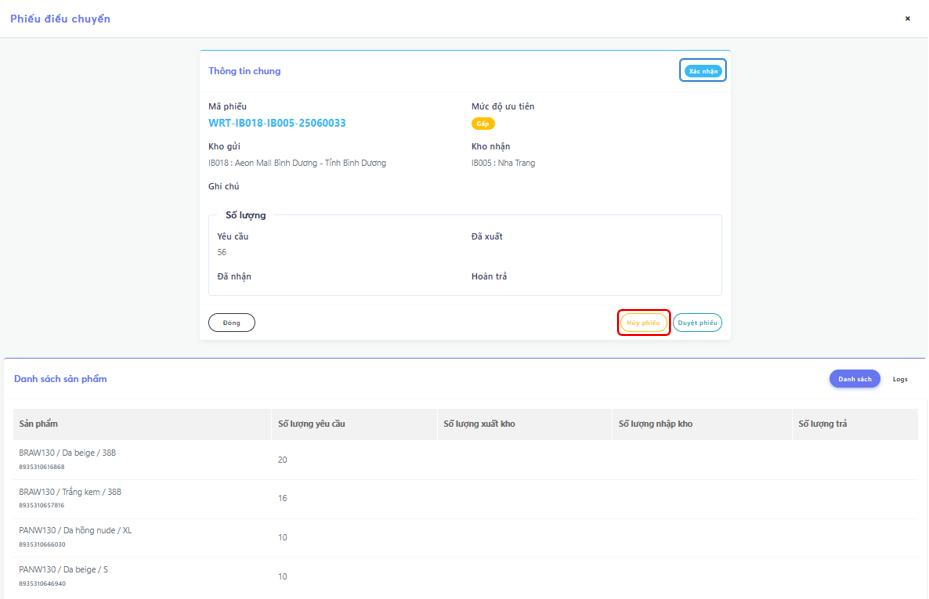 Phiếu điều chuyển
×
Thông tin chung
Xác nhận
Mã phiếu
Mức độ ưu tiên
WRT-IB018-IB005-25060033
Gấp
Kho gửi
Kho nhận
IB018 : Aeon Mall Bình Dương - Tỉnh Bình Dương
IB005 : Nha Trang
Ghi chú
Số lượng
Yêu cầu
Đã xuất
56
Đã nhận
Hoàn trả
Đóng
Hủy phiếu
Duyệt phiếu
Danh sách sản phẩm
Danh sách
Logs
Sản phẩm
Số lượng yêu cầu
Số lượng xuất kho
Số lượng nhập kho
Số lượng trả
BRAW130 / Da beige / 38B
8935310616868
20
BRAW130 / Trắng kem / 38B
8935310657816
16
PANW130 / Da hồng nude / XL
8935310666030
10
PANW130 / Da beige / S
8935310646940
10